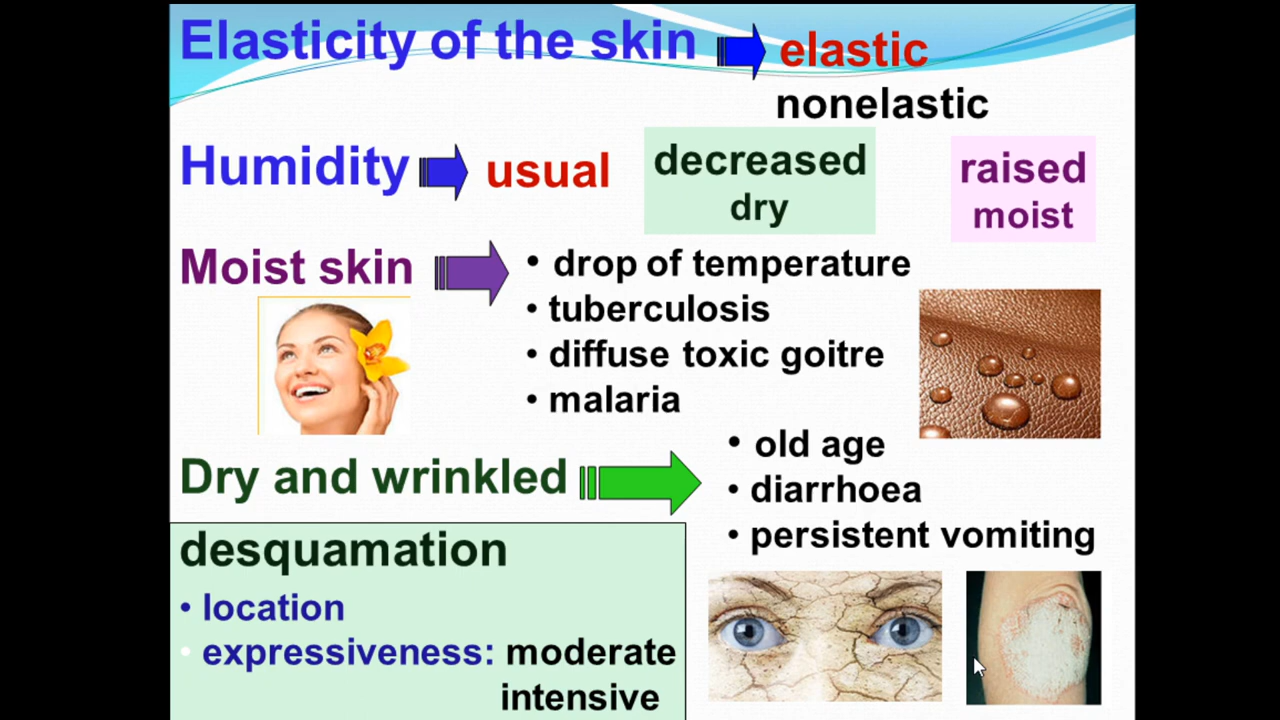 Elasticity of the skin elastic
nonelastic
Humidity usual decreased raised
dry moist
Moist skin
• drop of temperature
• tuberculosis
• diffuse toxic goitre
• malaria
Dry and wrinkled
• old age
• diarrhoea
• persistent vomiting
desquamation
• location
• expressiveness: moderate
intensive